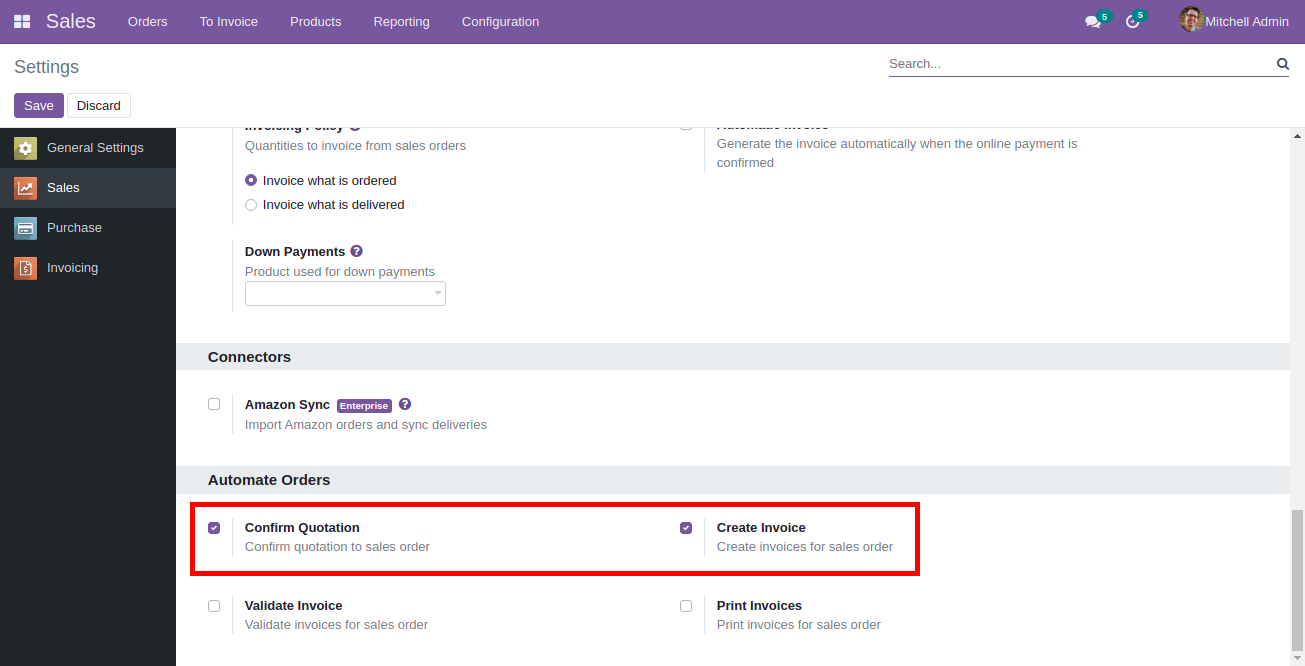 Sales Orders To Invoice Products Reporting Configuration 5 5 Mitchell Admin
Settings
Search...
Save Discard
General Settings
Sales
Purchase
Invoicing
Invoicing Policy ?
Quantities to invoice from sales orders
Invoice what is ordered
Invoice what is delivered
Automatic Invoice
Generate the invoice automatically when the online payment is
confirmed
Down Payments ?
Product used for down payments
Connectors
Amazon Sync Enterprise ?
Import Amazon orders and sync deliveries
Automate Orders
Confirm Quotation
Confirm quotation to sales order
Create Invoice
Create invoices for sales order
Validate Invoice
Validate invoices for sales order
Print Invoices
Print invoices for sales order